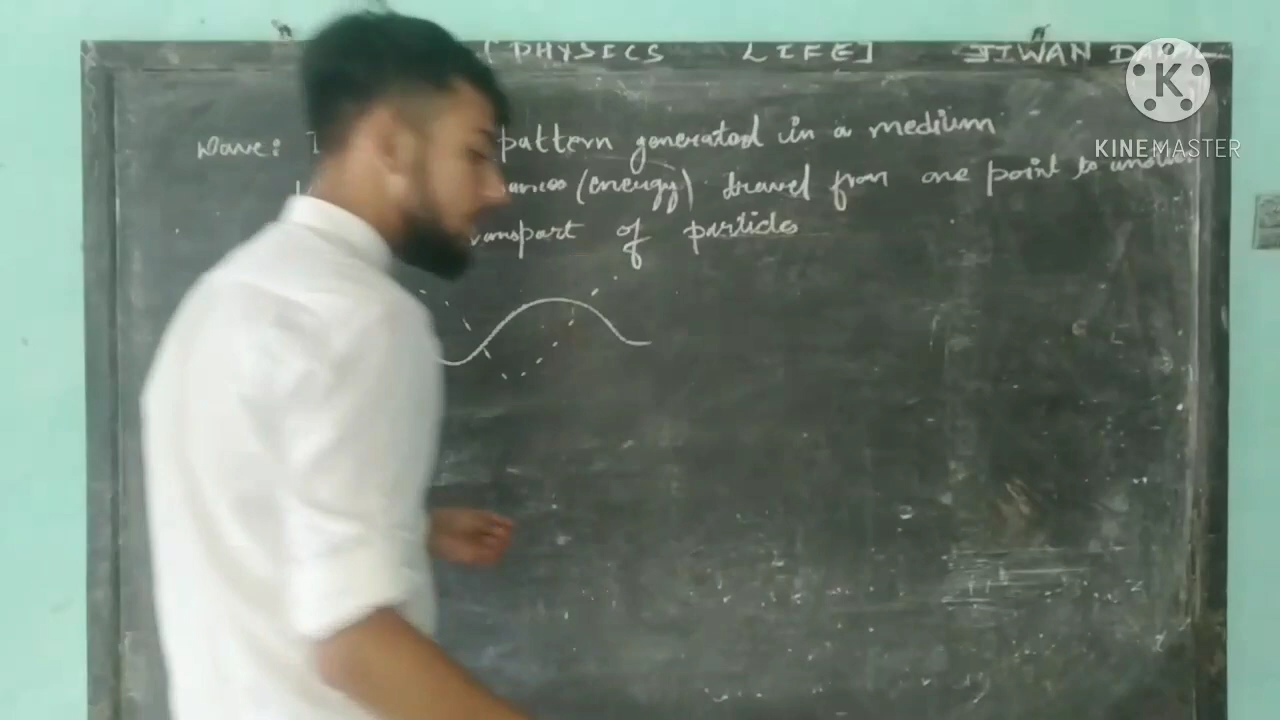 [PHYSICS LIFE] JIWAN
K
KINEMASTER
Wave: pattern generated in a medium
(energy) travel from one point to
of particles